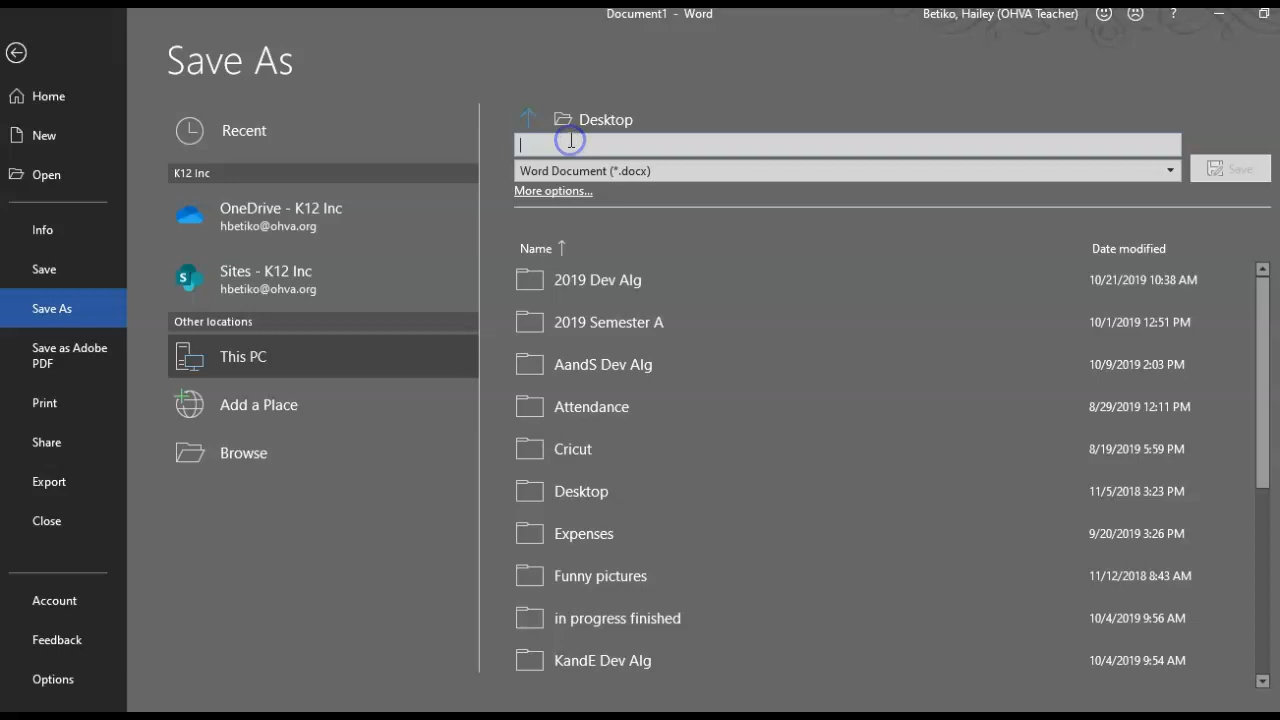 Document1 - Word
Betiko, Hailey (OHVA Teacher)
?
Save As
Home
New
Open
Info
Save
Save As
Save as Adobe
PDF
Print
Share
Export
Close
Account
Feedback
Options
Recent
K12 Inc
OneDrive - K12 Inc
hbetiko@ohva.org
S
Sites - K12 Inc
hbetiko@ohva.org
Other locations
This PC
Add a Place
Browse
Desktop
Word Document (*.docx)
Save
More options...
Name Date modified
2019 Dev Alg 10/21/2019 10:38 AM
2019 Semester A 10/1/2019 12:51 PM
AandS Dev Alg 10/9/2019 2:03 PM
Attendance 8/29/2019 12:11 PM
Cricut 8/19/2019 5:59 PM
Desktop 11/5/2018 3:23 PM
Expenses 9/20/2019 3:26 PM
Funny pictures 11/12/2018 8:43 AM
in progress finished 10/4/2019 9:56 AM
KandE Dev Alg 10/4/2019 9:54 AM